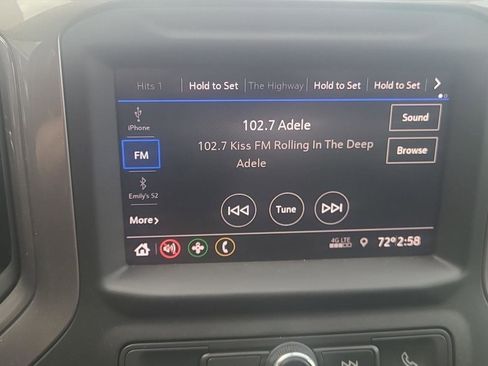 Hits 1 Hold to Set The Highway Hold to Set Hold to Set
iPhone
102.7 Adele
Sound
FM
102.7 Kiss FM Rolling In The Deep
Adele
Browse
Emily's S2
Tune
More
4G LTE
72° 2:58